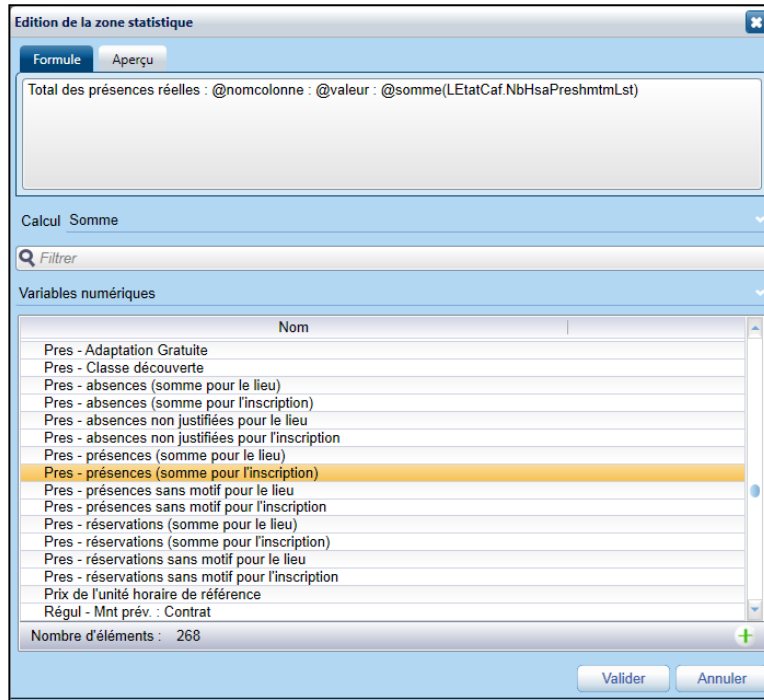 Edition de la zone statistique
Formule
Aperçu
Total des présences réelles : @nomcolonne : @valeur : @somme(LEtatCaf.NbHsaPreshmtmLst)
Calcul Somme
Filtrer
Variables numériques
Nom
Pres - Adaptation Gratuite
Pres - Classe découverte
Pres - absences (somme pour le lieu)
Pres - absences (somme pour l'inscription)
Pres - absences non justifiées pour le lieu
Pres - absences non justifiées pour l'inscription
Pres - présences (somme pour le lieu)
Pres - présences (somme pour l'inscription)
Pres - présences sans motif pour le lieu
Pres - présences sans motif pour l'inscription
Pres - réservations (somme pour le lieu)
Pres - réservations (somme pour l'inscription)
Pres - réservations sans motif pour le lieu
Pres - réservations sans motif pour l'inscription
Prix de l'unité horaire de référence
Régul - Mnt prév. : Contrat
Nombre d'éléments : 268
Valider
Annuler